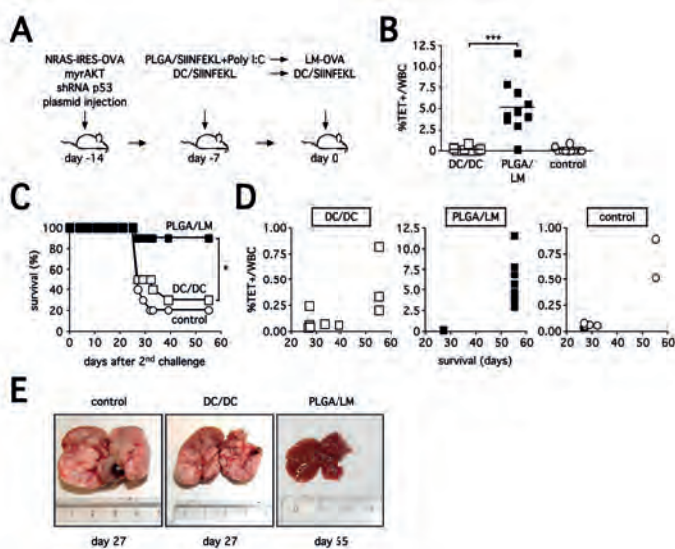 A
NRAS-IRES-OVA
myrAKT
shRNA p53
plasmid injection
PLGA/SIINFEKL+Poly I:C
DC/SIINFEKL
LM-OVA
DC/SIINFEKL
day -14
day -7
day 0
B
%TET+/WBC
12.5
10.0
7.5
5.0
2.5
0.0
***
DC/DC
PLGA/
LM
control
C
survival (%)
100
80
60
40
20
0
PLGA/LM
*
DC/DC
control
0 10 20 30 40 50 60
days after 2nd challenge
D
%TET+/WBC
DC/DC
1.00
0.75
0.50
0.25
0.00
20 30 40 50 60
PLGA/LM
12.5
10.0
7.5
5.0
2.5
0.0
20 30 40 50 60
control
1.00
0.75
0.50
0.25
0.00
20 30 40 50 60
survival (days)
E
control
DC/DC
PLGA/LM
day 27
day 27
day 55